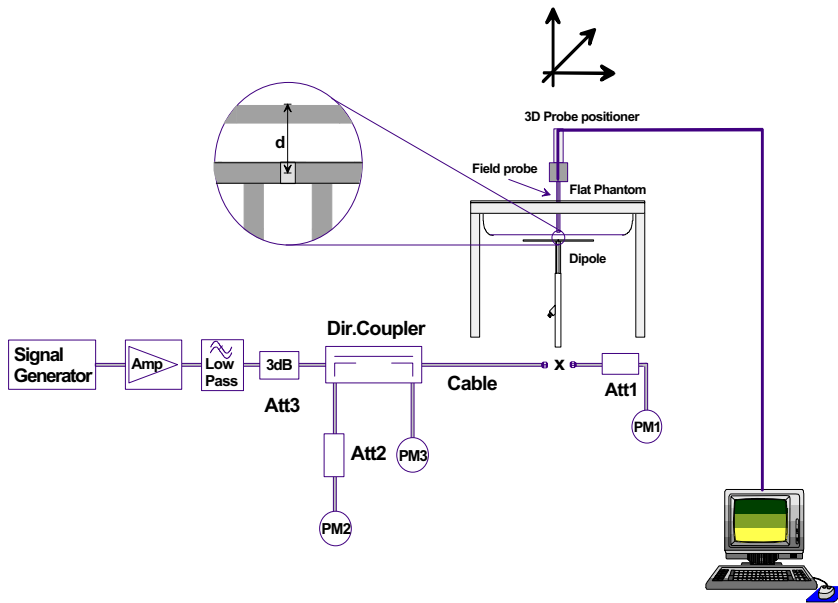 3D Probe positioner
d
Field probe
Flat Phantom
Dipole
Dir.Coupler
Signal
Generator
Amp
Low
Pass
3dB
x
Att3
Cable
Att1
PM1
Att2
PM3
PM2